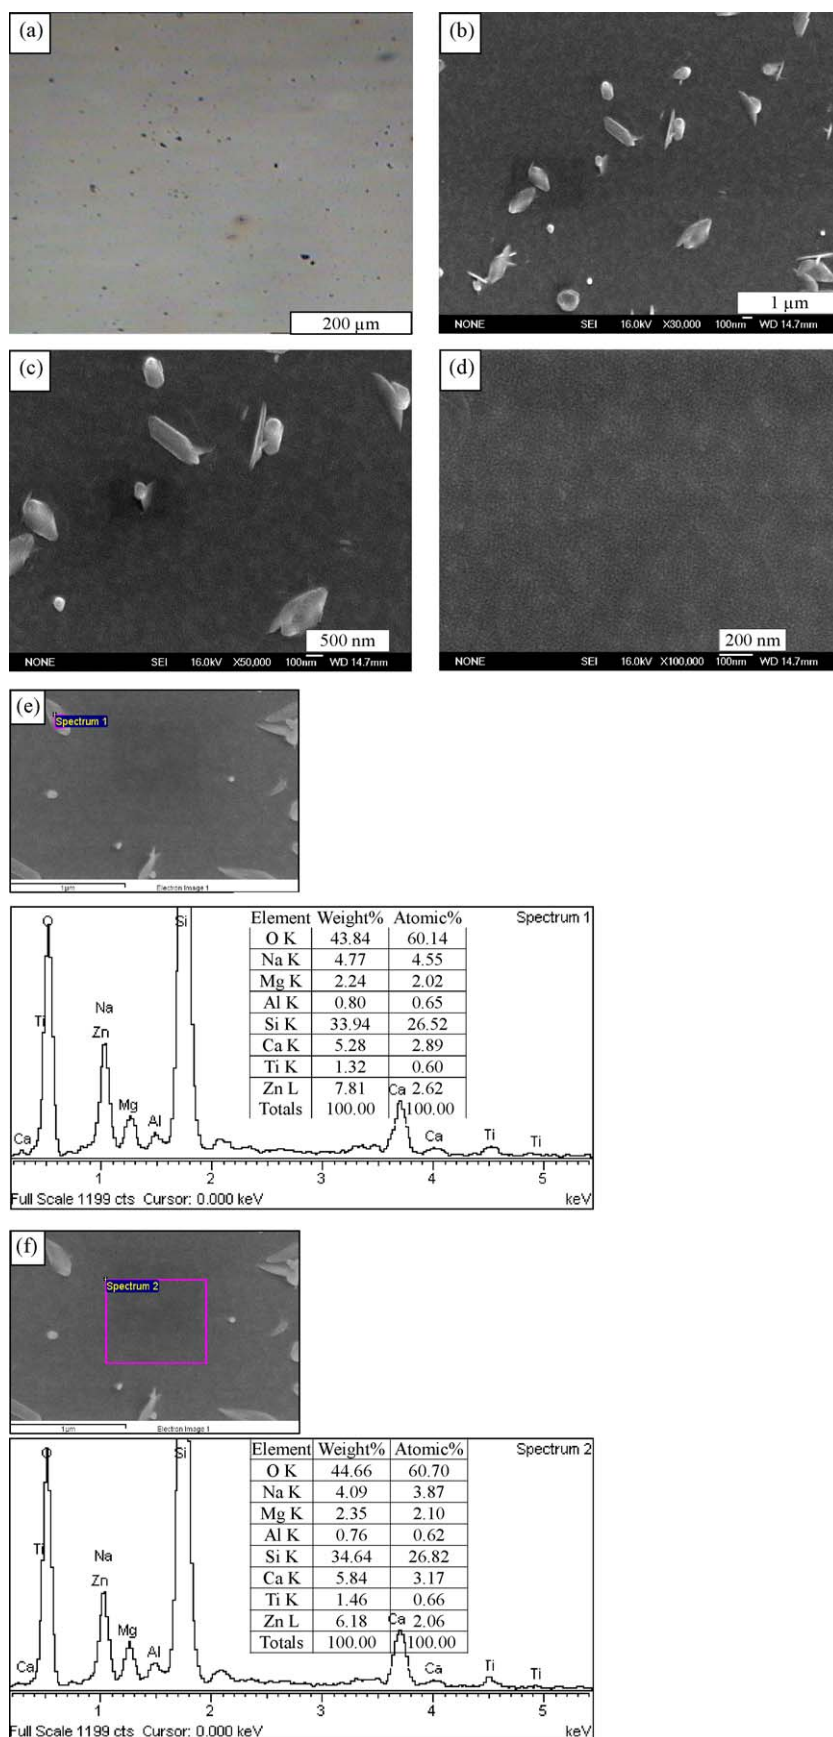 (a)
200 µm
(b)
1 µm
NONE SEI 16.0kV X30,000 100nm WD 14.7mm
(c)
500 nm
NONE SEI 16.0kV X50,000 100nm WD 14.7mm
(d)
200 nm
NONE SEI 16.0kV X100,000 100nm WD 14.7mm
(e)
Spectrum 1
1µm Electron Image 1
Spectrum 1
Element Weight% Atomic%
O K 43.84 60.14
Na K 4.77 4.55
Mg K 2.24 2.02
Al K 0.80 0.65
Si K 33.94 26.52
Ca K 5.28 2.89
Ti K 1.32 0.60
Zn L 7.81 2.62
Totals 100.00 100.00
O
Si
Ti
Na
Zn
Mg
Al
Ca
Ca
Ca
Ti
Ti
1 2 3 4 5
Full Scale 1199 cts Cursor: 0.000 keV keV
(f)
Spectrum 2
1µm Electron Image 1
Spectrum 2
Element Weight% Atomic%
O K 44.66 60.70
Na K 4.09 3.87
Mg K 2.35 2.10
Al K 0.76 0.62
Si K 34.64 26.82
Ca K 5.84 3.17
Ti K 1.46 0.66
Zn L 6.18 2.06
Totals 100.00 100.00
O
Si
Ti
Na
Zn
Mg
Al
Ca
Ca
Ca
Ti
Ti
1 2 3 4 5
Full Scale 1199 cts Cursor: 0.000 keV keV